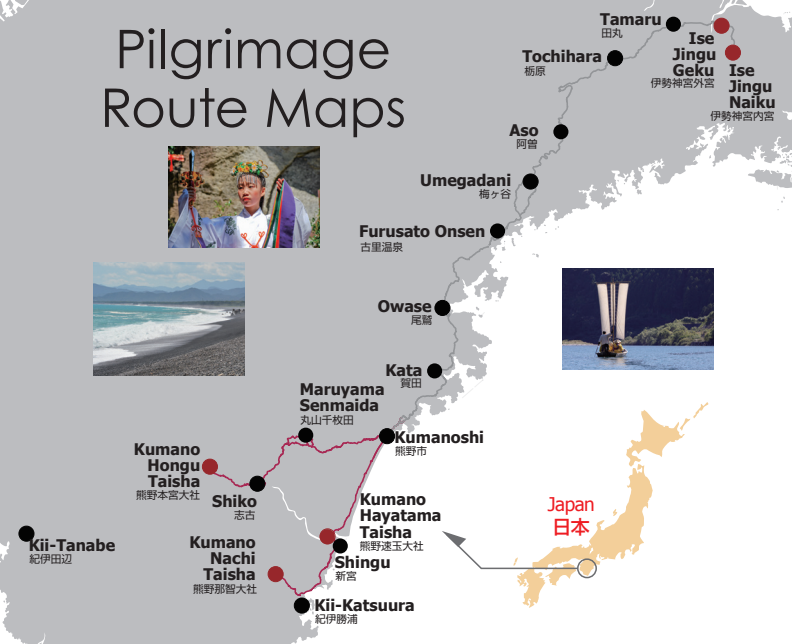 Pilgrimage
Route Maps
Tamaru
田丸
Ise
Jingu
Geku
伊勢神宮外宮
Ise
Jingu
Naiku
伊勢神宮内宮
Tochihara
栃原
Aso
阿曽
Umegadani
梅ヶ谷
Furusato Onsen
古里温泉
Owase
尾鷲
Kata
賀田
Maruyama
Senmaida
丸山千枚田
Kumanoshi
熊野市
Kumano
Hongu
Taisha
熊野本宮大社
Shiko
志古
Kumano
Hayatama
Taisha
熊野速玉大社
Japan
日本
Kii-Tanabe
紀伊田辺
Kumano
Nachi
Taisha
熊野那智大社
Shingu
新宮
Kii-Katsuura
紀伊勝浦